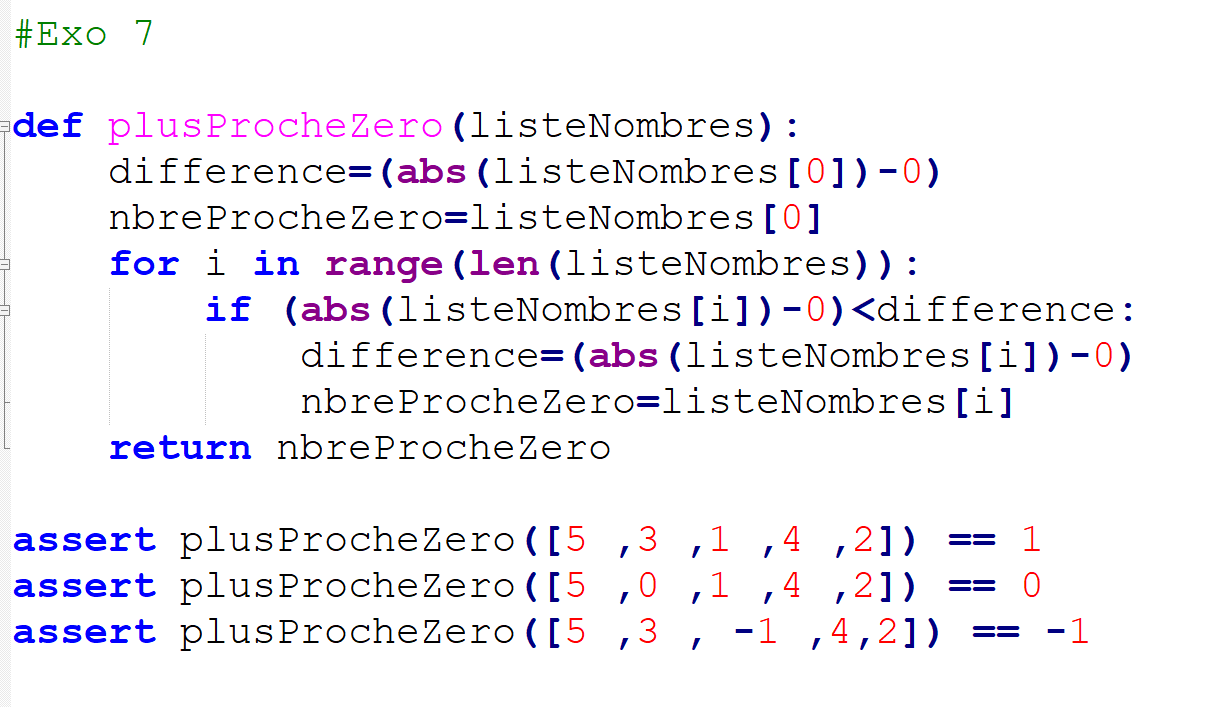 #Exo 7
def plusProcheZero(listeNombres):
    difference=(abs(listeNombres[0])-0)
    nbreProcheZero=listeNombres[0]
    for i in range(len(listeNombres)):
        if (abs(listeNombres[i])-0)<difference:
            difference=(abs(listeNombres[i])-0)
            nbreProcheZero=listeNombres[i]
    return nbreProcheZero
assert plusProcheZero([5 ,3 ,1 ,4 ,2]) == 1
assert plusProcheZero([5 ,0 ,1 ,4 ,2]) == 0
assert plusProcheZero([5 ,3 , -1 ,4,2]) == -1